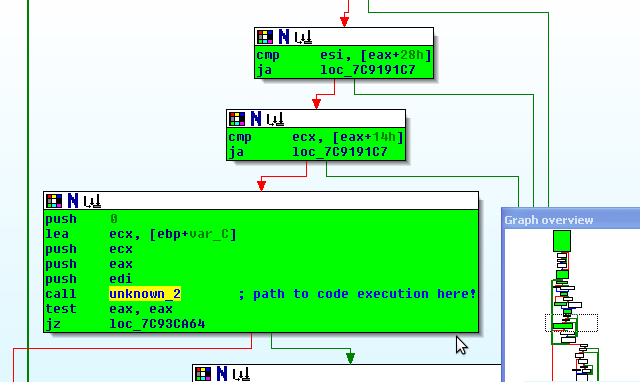 N
cmp esi, [eax+28h]
ja loc_7C9191C7
N
cmp ecx, [eax+14h]
ja loc_7C9191C7
N
push 0
lea ecx, [ebp+var_C]
push ecx
push eax
push edi
call unknown_2 ; path to code execution here!
test eax, eax
jz loc_7C93CA64
Graph overview
N